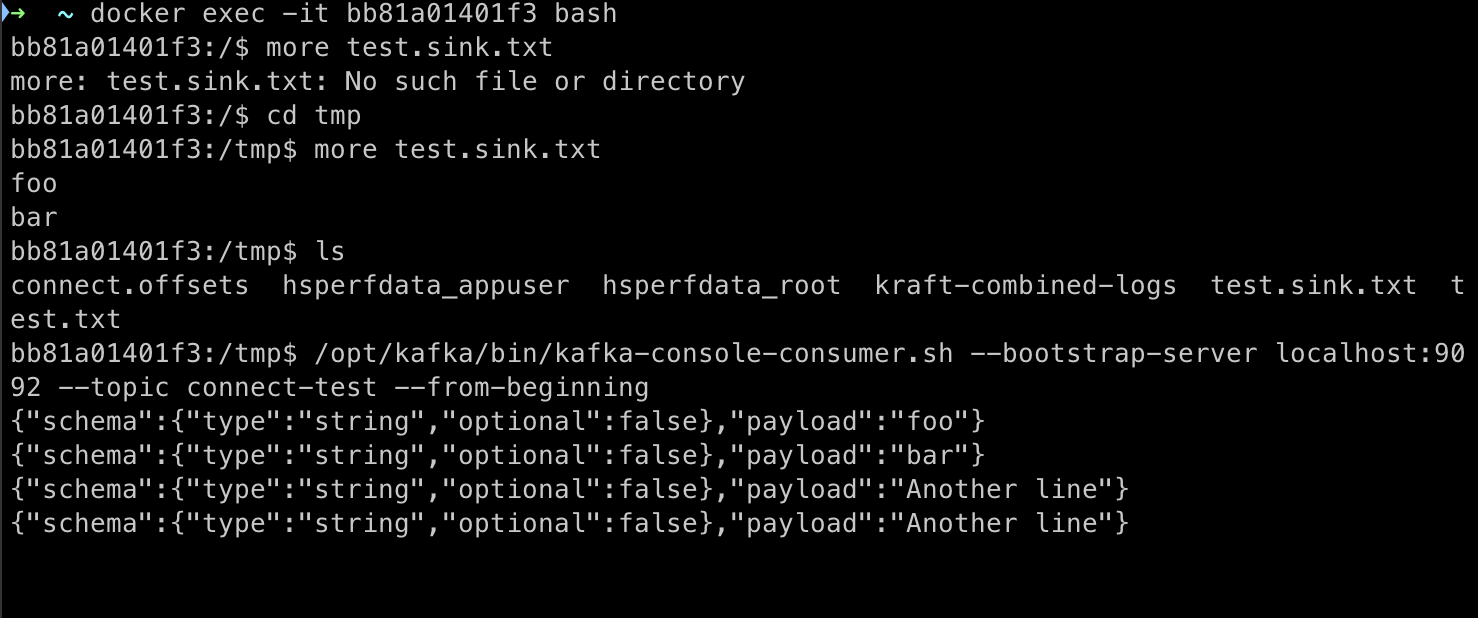 → ~ docker exec -it bb81a01401f3 bash
bb81a01401f3:/$ more test.sink.txt
more: test.sink.txt: No such file or directory
bb81a01401f3:/$ cd tmp
bb81a01401f3:/tmp$ more test.sink.txt
foo
bar
bb81a01401f3:/tmp$ ls
connect.offsets  hsperfdata_appuser  hsperfdata_root  kraft-combined-logs  test.sink.txt  t
est.txt
bb81a01401f3:/tmp$ /opt/kafka/bin/kafka-console-consumer.sh --bootstrap-server localhost:90
92 --topic connect-test --from-beginning
{"schema":{"type":"string","optional":false},"payload":"foo"}
{"schema":{"type":"string","optional":false},"payload":"bar"}
{"schema":{"type":"string","optional":false},"payload":"Another line"}
{"schema":{"type":"string","optional":false},"payload":"Another line"}